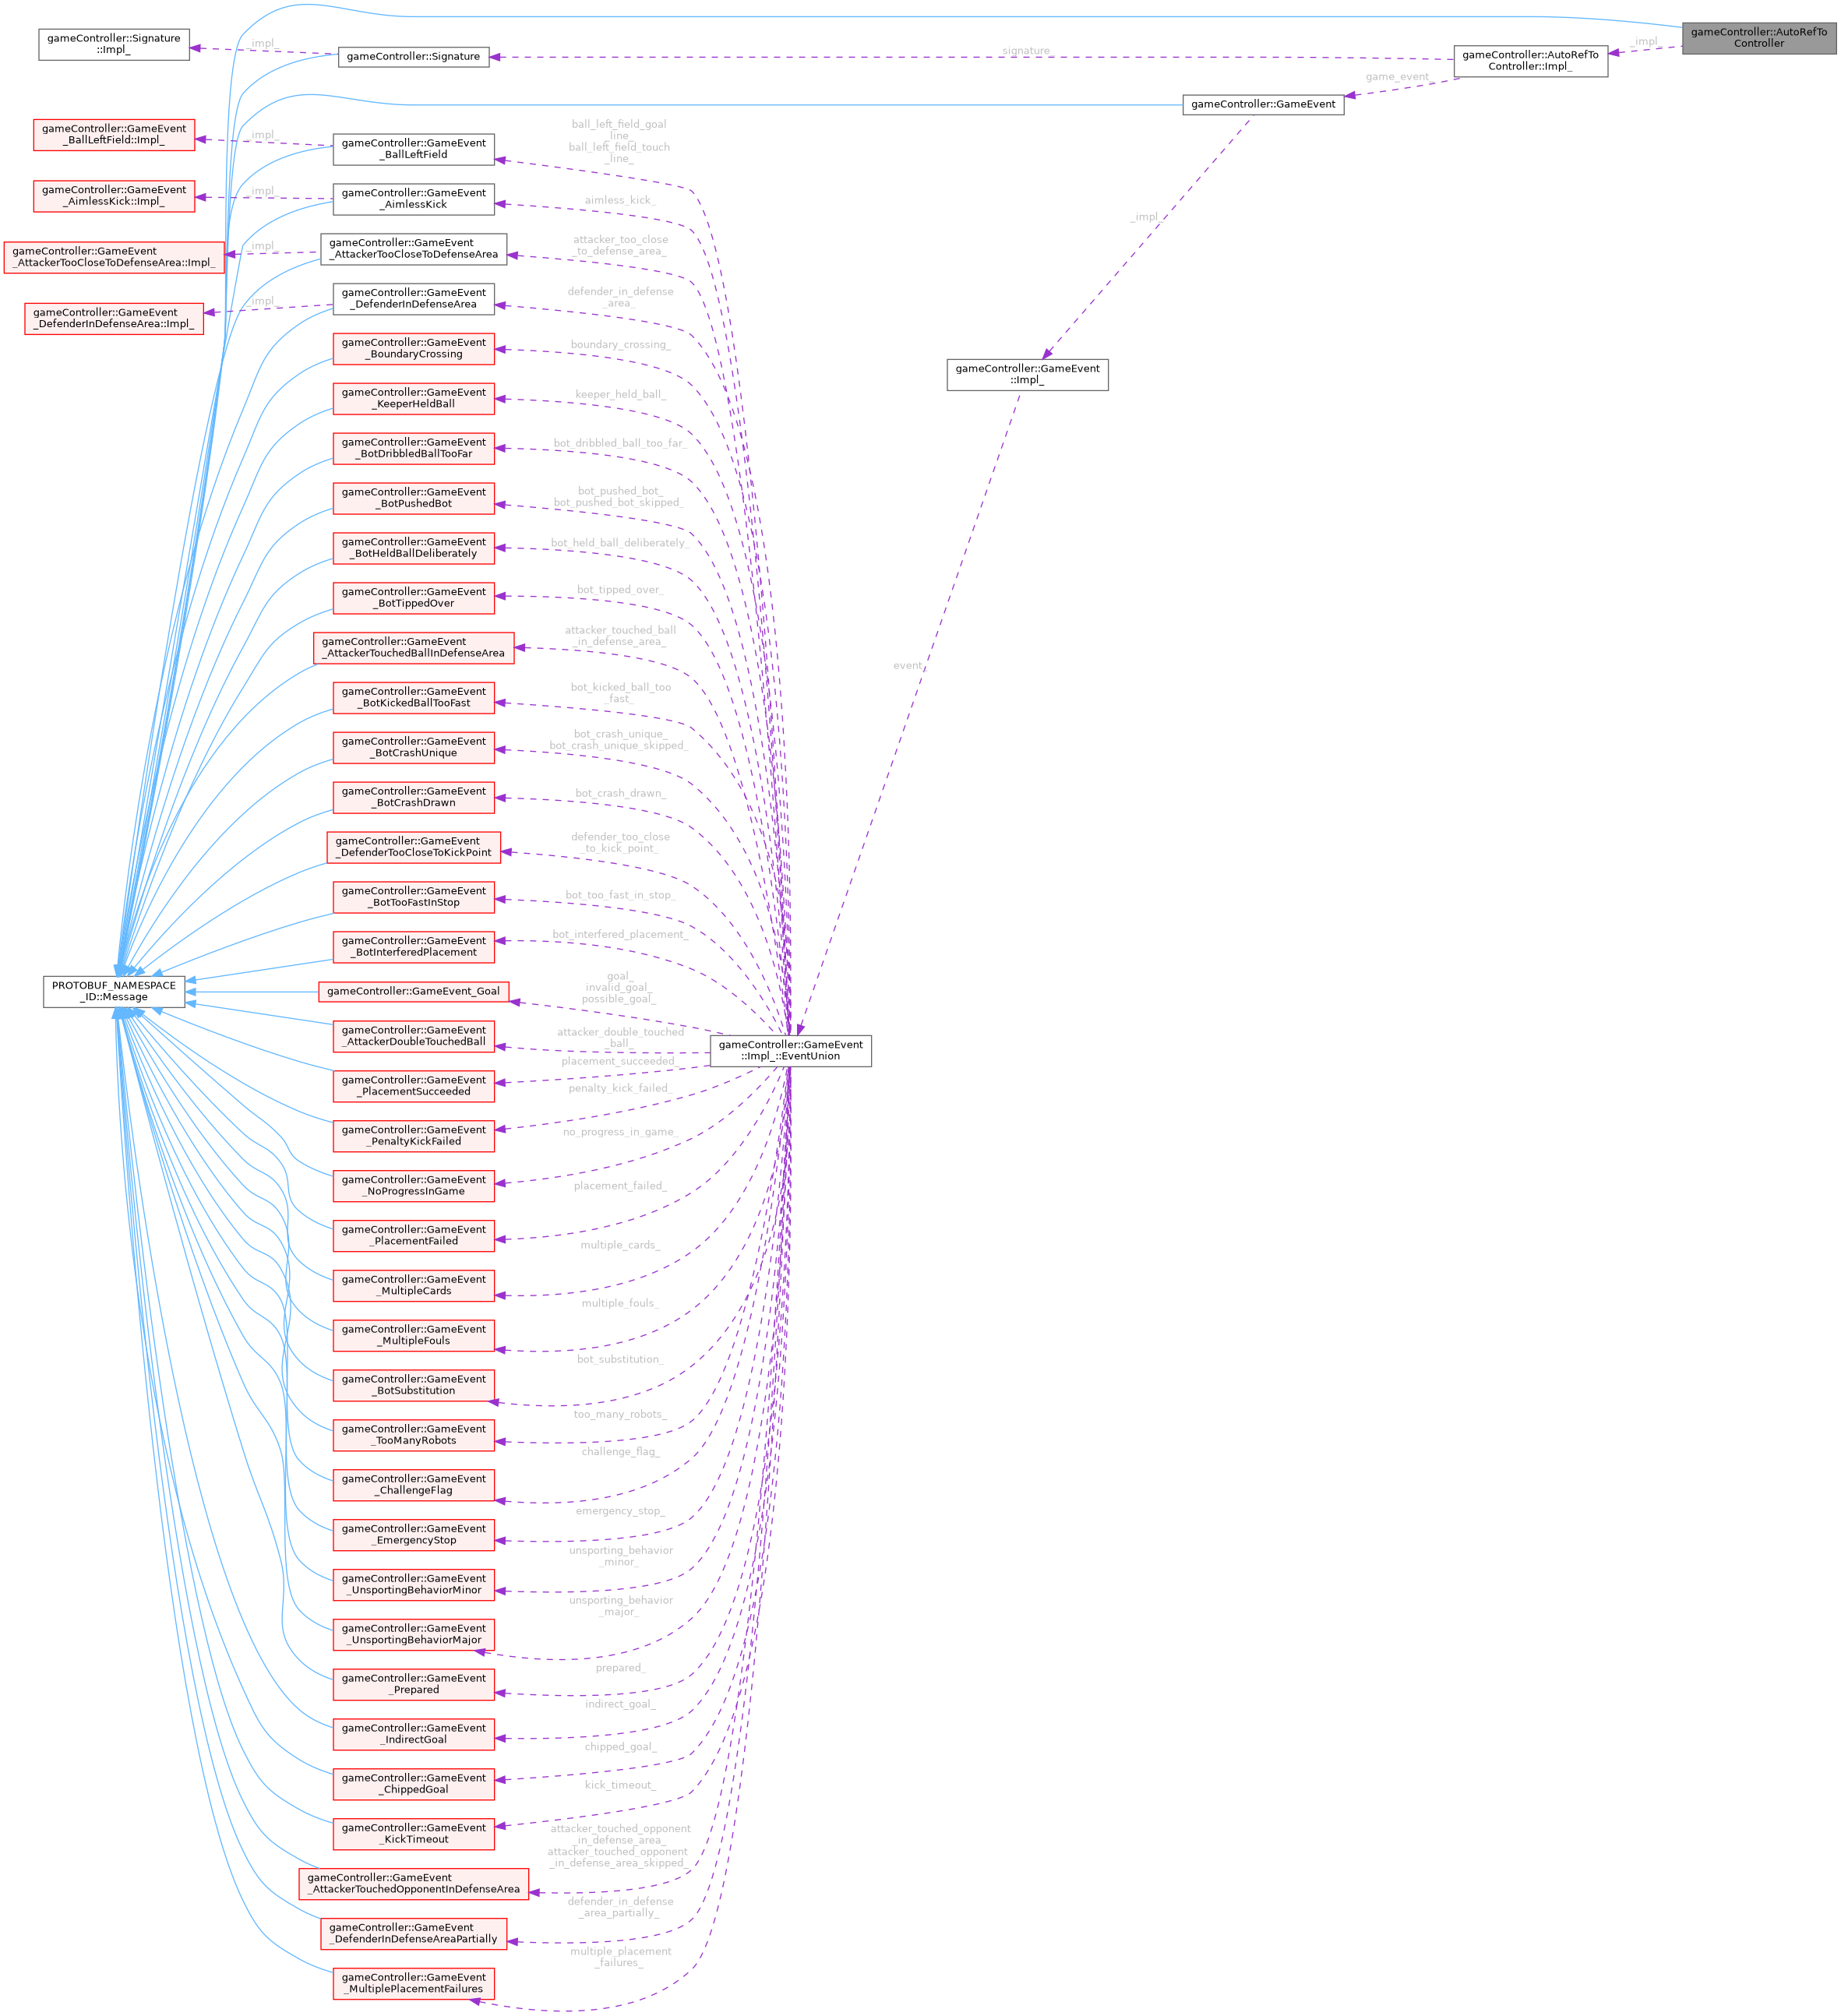 gameController::AutoRefTo
Controller
gameController::Signature
::Impl_
_impl_
gameController::Signature
signature_
gameController::AutoRefTo
Controller::Impl_
_impl_
game_event_
gameController::GameEvent
gameController::GameEvent
_BallLeftField::Impl_
_impl_
gameController::GameEvent
_BallLeftField
ball_left_field_goal
_line_
ball_left_field_touch
_line_
gameController::GameEvent
_AimlessKick::Impl_
_impl_
gameController::GameEvent
_AimlessKick
aimless_kick_
_impl_
gameController::GameEvent
_AttackerTooCloseToDefenseArea::Impl_
_impl_
gameController::GameEvent
_AttackerTooCloseToDefenseArea
attacker_too_close
_to_defense_area_
gameController::GameEvent
_DefenderInDefenseArea::Impl_
_impl_
gameController::GameEvent
_DefenderInDefenseArea
defender_in_defense
_area_
gameController::GameEvent
_BoundaryCrossing
boundary_crossing_
gameController::GameEvent
::Impl_
gameController::GameEvent
_KeeperHeldBall
keeper_held_ball_
gameController::GameEvent
_BotDribbledBallTooFar
bot_dribbled_ball_too_far_
gameController::GameEvent
_BotPushedBot
bot_pushed_bot_
bot_pushed_bot_skipped_
gameController::GameEvent
_BotHeldBallDeliberately
bot_held_ball_deliberately_
gameController::GameEvent
_BotTippedOver
bot_tipped_over_
gameController::GameEvent
_AttackerTouchedBallInDefenseArea
attacker_touched_ball
_in_defense_area_
event_
gameController::GameEvent
_BotKickedBallTooFast
bot_kicked_ball_too
_fast_
gameController::GameEvent
_BotCrashUnique
bot_crash_unique_
bot_crash_unique_skipped_
gameController::GameEvent
_BotCrashDrawn
bot_crash_drawn_
gameController::GameEvent
_DefenderTooCloseToKickPoint
defender_too_close
_to_kick_point_
gameController::GameEvent
_BotTooFastInStop
bot_too_fast_in_stop_
gameController::GameEvent
_BotInterferedPlacement
bot_interfered_placement_
PROTOBUF_NAMESPACE
_ID::Message
gameController::GameEvent_Goal
goal_
invalid_goal_
possible_goal_
gameController::GameEvent
_AttackerDoubleTouchedBall
attacker_double_touched
_ball_
gameController::GameEvent
::Impl_::EventUnion
gameController::GameEvent
_PlacementSucceeded
placement_succeeded_
gameController::GameEvent
_PenaltyKickFailed
penalty_kick_failed_
gameController::GameEvent
_NoProgressInGame
no_progress_in_game_
gameController::GameEvent
_PlacementFailed
placement_failed_
gameController::GameEvent
_MultipleCards
multiple_cards_
gameController::GameEvent
_MultipleFouls
multiple_fouls_
gameController::GameEvent
_BotSubstitution
bot_substitution_
gameController::GameEvent
_TooManyRobots
too_many_robots_
gameController::GameEvent
_ChallengeFlag
challenge_flag_
gameController::GameEvent
_EmergencyStop
emergency_stop_
gameController::GameEvent
_UnsportingBehaviorMinor
unsporting_behavior
_minor_
gameController::GameEvent
_UnsportingBehaviorMajor
unsporting_behavior
_major_
gameController::GameEvent
_Prepared
prepared_
gameController::GameEvent
_IndirectGoal
indirect_goal_
gameController::GameEvent
_ChippedGoal
chipped_goal_
gameController::GameEvent
_KickTimeout
kick_timeout_
gameController::GameEvent
_AttackerTouchedOpponentInDefenseArea
attacker_touched_opponent
_in_defense_area_
attacker_touched_opponent
_in_defense_area_skipped_
gameController::GameEvent
_DefenderInDefenseAreaPartially
defender_in_defense
_area_partially_
gameController::GameEvent
_MultiplePlacementFailures
multiple_placement
_failures_